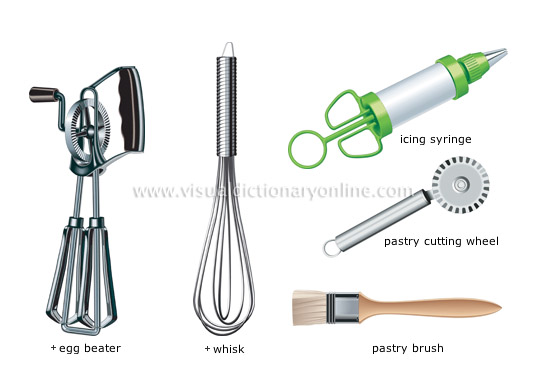 icing syringe
www.visualdictionaryonline.com
pastry cutting wheel
+ egg beater
+ whisk
pastry brush